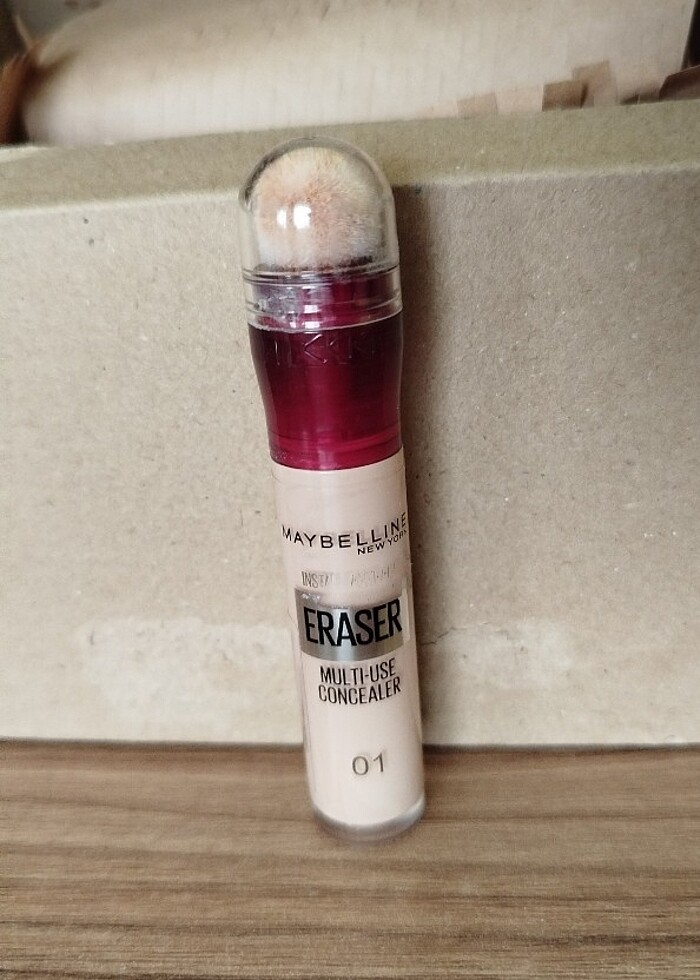 MAYBELLINE
NEW YORK
ERASER
MULTI-USE
CONCEALER
01